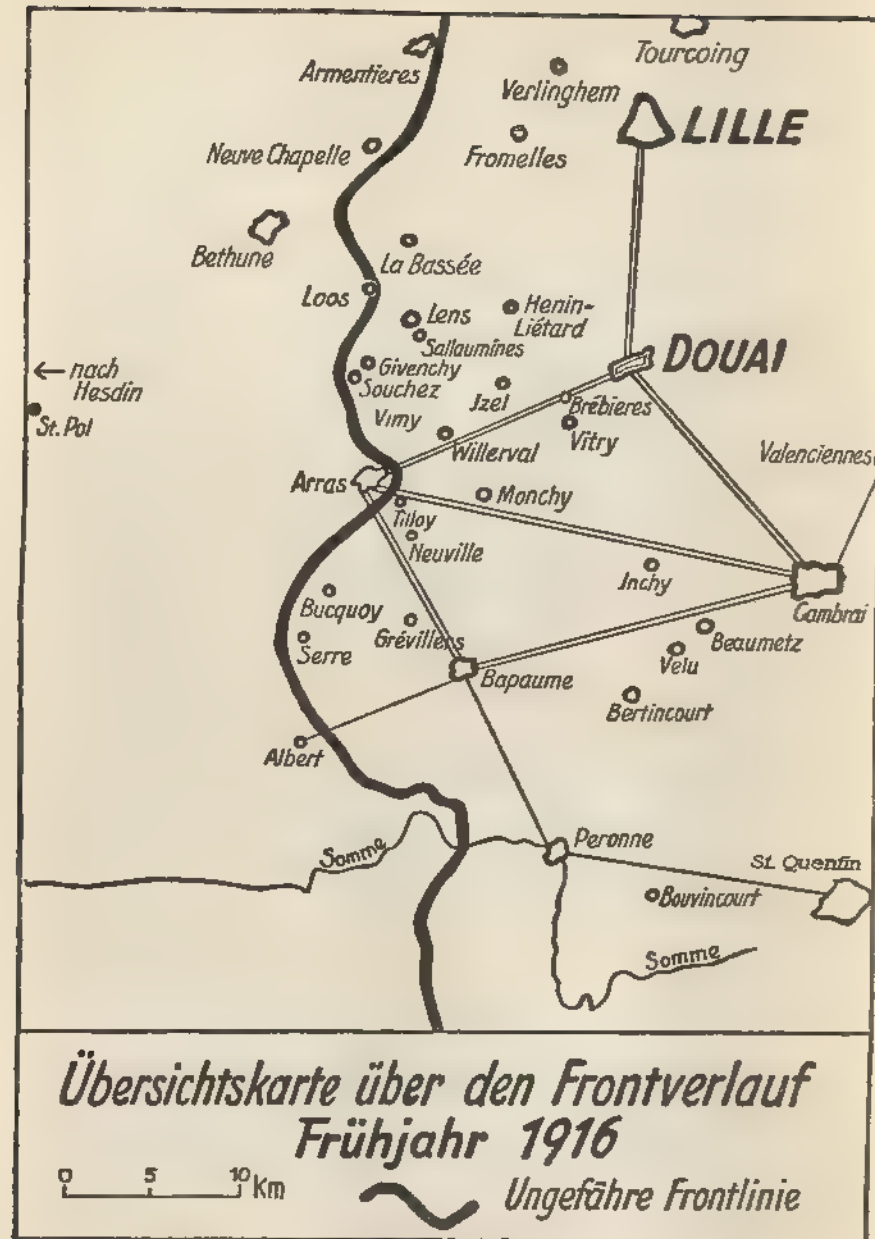 Tourcoing
Armentieres
Verlinghem
LILLE
Neuve Chapelle
Fromelles
Bethune
La Bassée
Loos
Lens
Henin-
Liétard
Sallaumines
← nach
Hesdin
Givenchy
DOUAI
Souchez
Jzel
Brébieres
St. Pol
Vimy
Willerval
Vitry
Valenciennes
Arras
Monchy
Tilloy
Neuville
Jnchy
Cambrai
Bucquoy
Grévillers
Beaumetz
Serre
Velu
Bapaume
Bertincourt
Albert
Peronne
Somme
St. Quentin
Bouvincourt
Somme
Übersichtskarte über den Frontverlauf
Frühjahr 1916
0 5 10 Km
Ungefähre Frontlinie